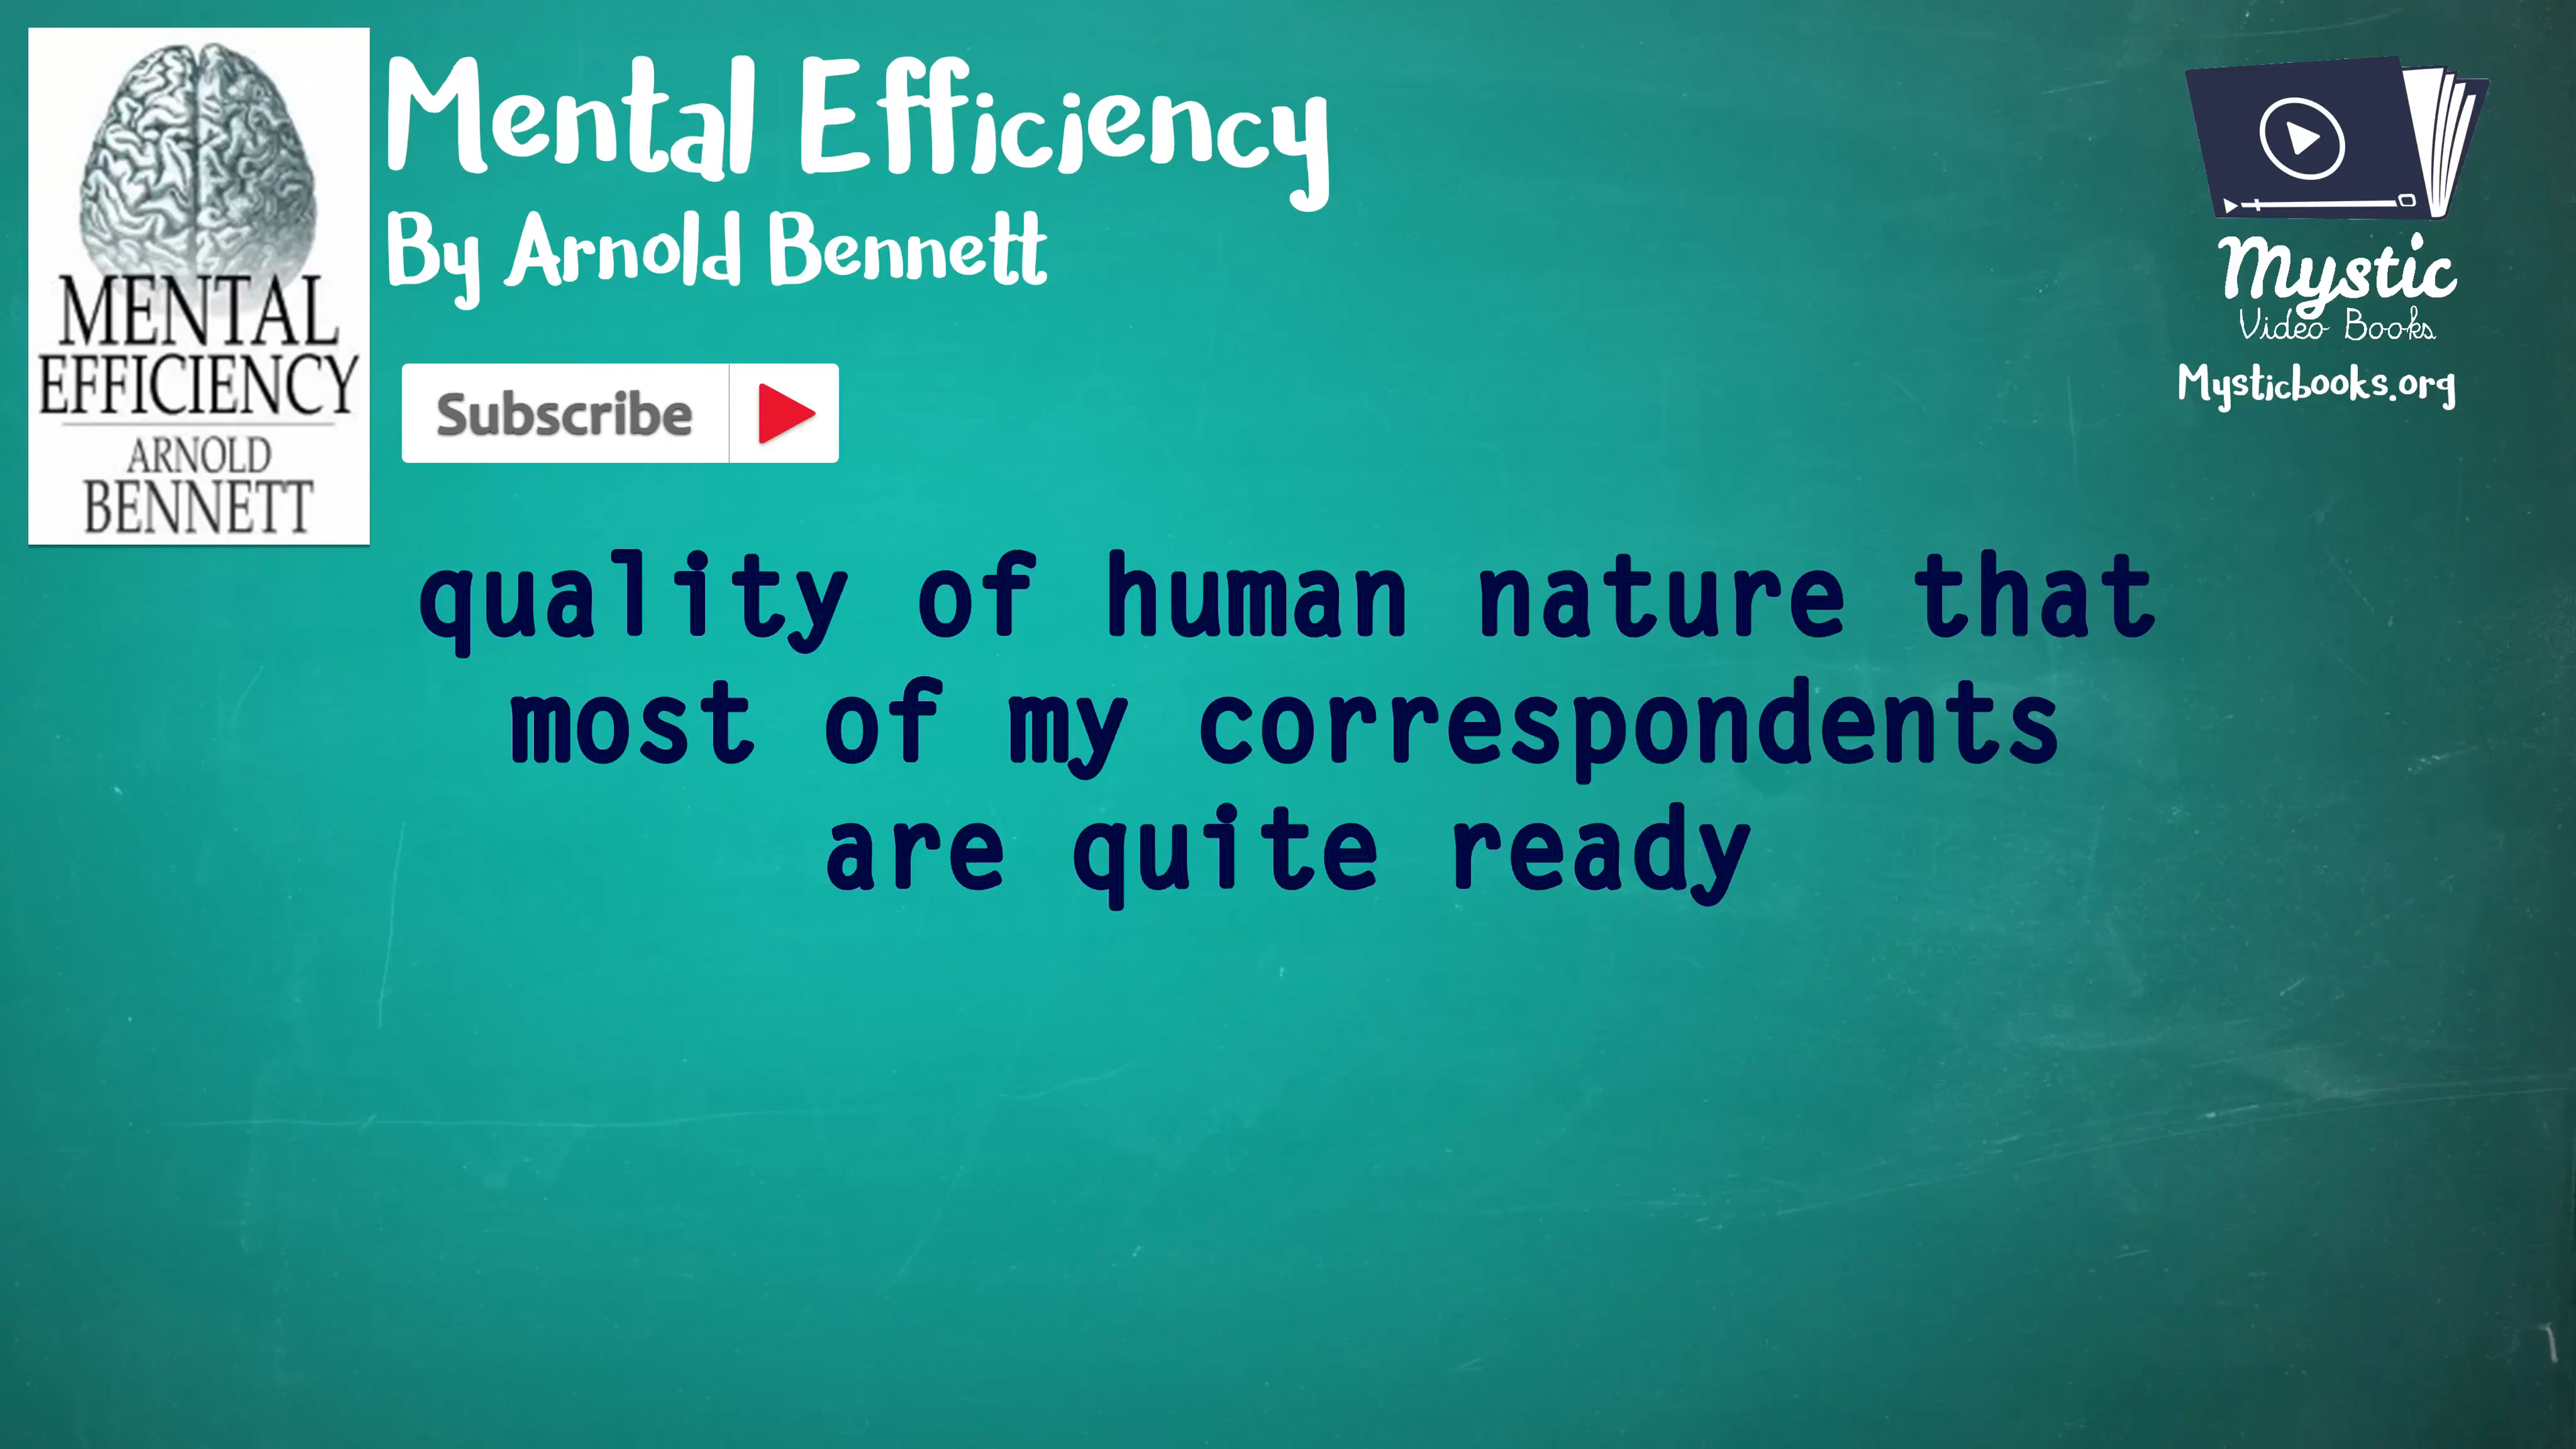 MENTAL
EFFICIENCY
ARNOLD
BENNETT
Mental Efficiency
By Arnold Bennett
Subscribe
Mystic
Video Books
Mysticbooks.org
quality of human nature that
most of my correspondents
are quite ready